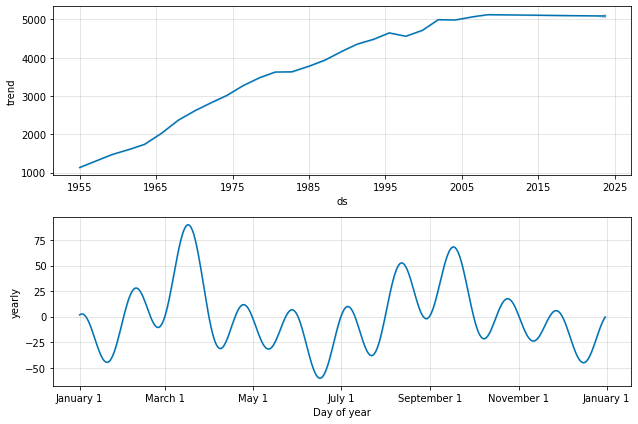 5000
4000
3000
2000
1000
trend
1955 1965 1975 1985 1995 2005 2015 2025
ds
75
50
25
0
−25
−50
yearly
January 1 March 1 May 1 July 1 September 1 November 1 January 1
Day of year